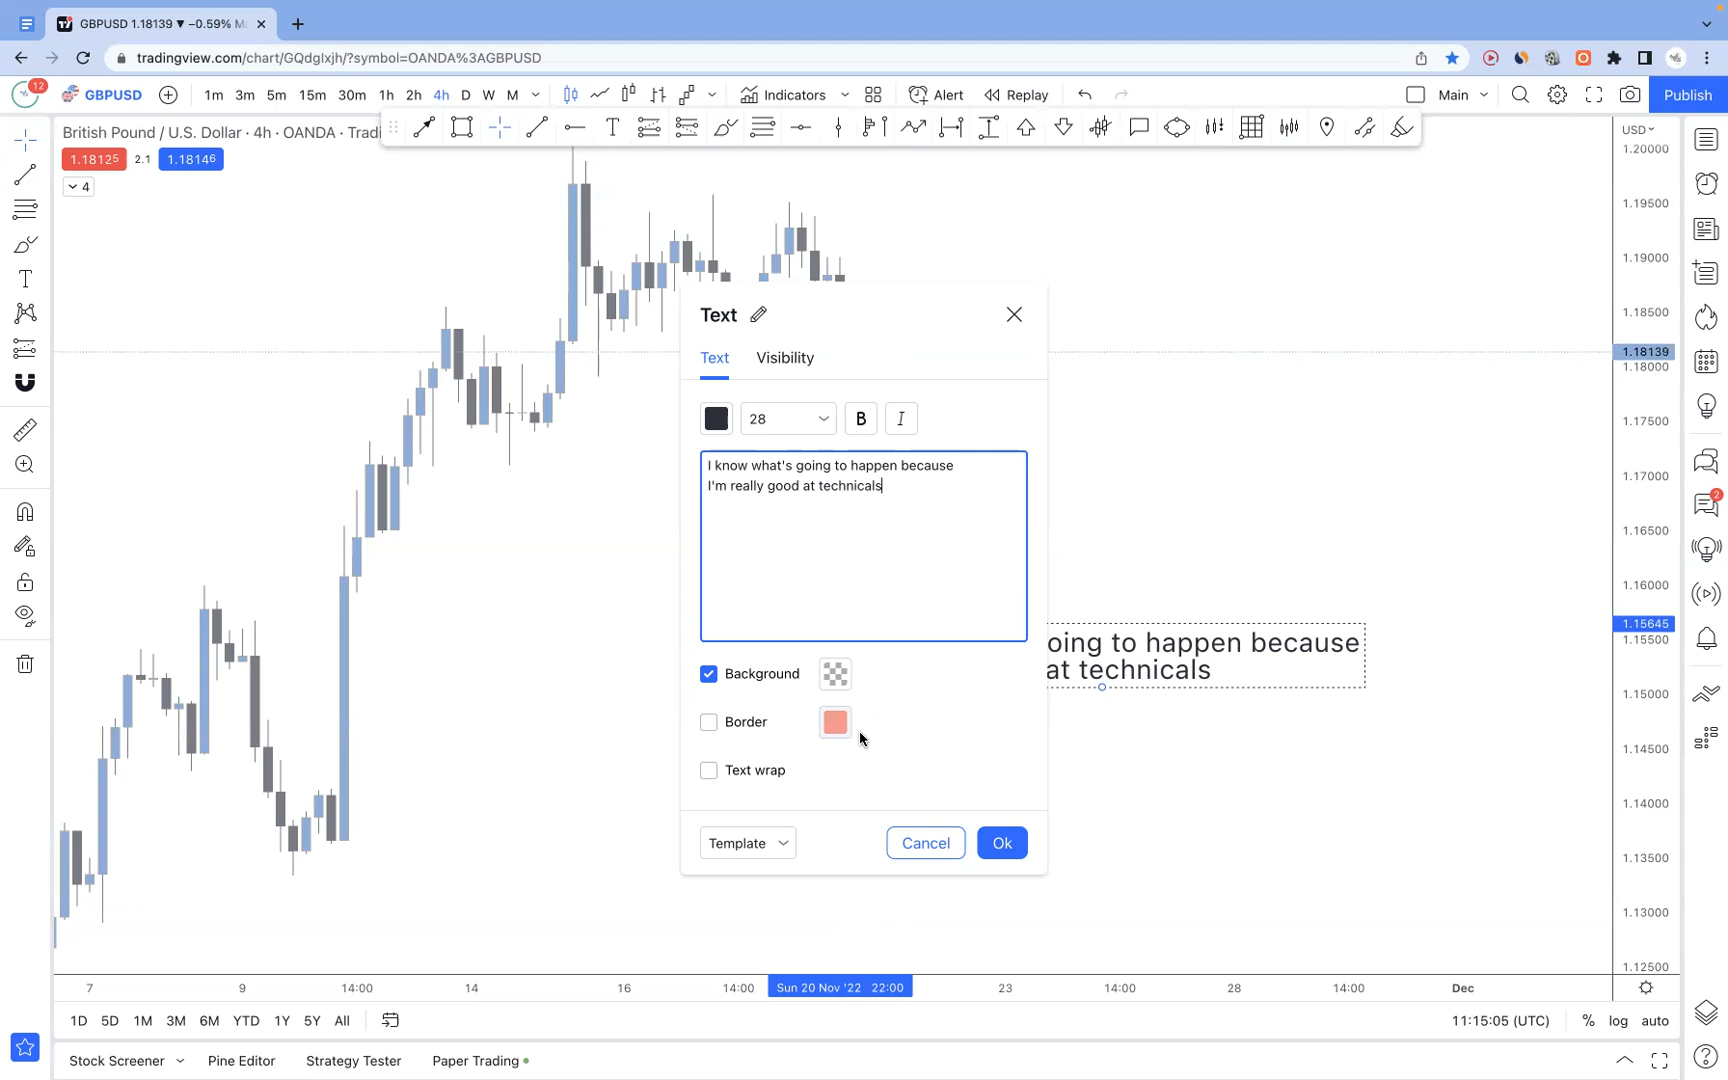 GBPUSD 1.18139 ▼ −0.59% M
tradingview.com/chart/GQdgIxjh/?symbol=OANDA%3AGBPUSD
12
GBPUSD
1m 3m 5m 15m 30m 1h 2h 4h D W M
Indicators
Alert
Replay
Main
Publish
British Pound / U.S. Dollar · 4h · OANDA · Tradi
1.18125
2.1
1.18146
4
USD
1.20000
1.19500
1.19000
1.18500
1.18139
1.18000
1.17500
1.17000
1.16500
1.16000
1.15645
1.15500
1.15000
1.14500
1.14000
1.13500
1.13000
1.12500
2
Text
Text
Visibility
28
B
I
I know what's going to happen because
I'm really good at technicals
Background
Border
Text wrap
Template
Cancel
Ok
oing to happen because
at technicals
7 9 14:00 14 16 14:00 Sun 20 Nov '22 22:00 23 14:00 28 14:00 Dec
1D 5D 1M 3M 6M YTD 1Y 5Y All
11:15:05 (UTC)
% log auto
Stock Screener
Pine Editor
Strategy Tester
Paper Trading